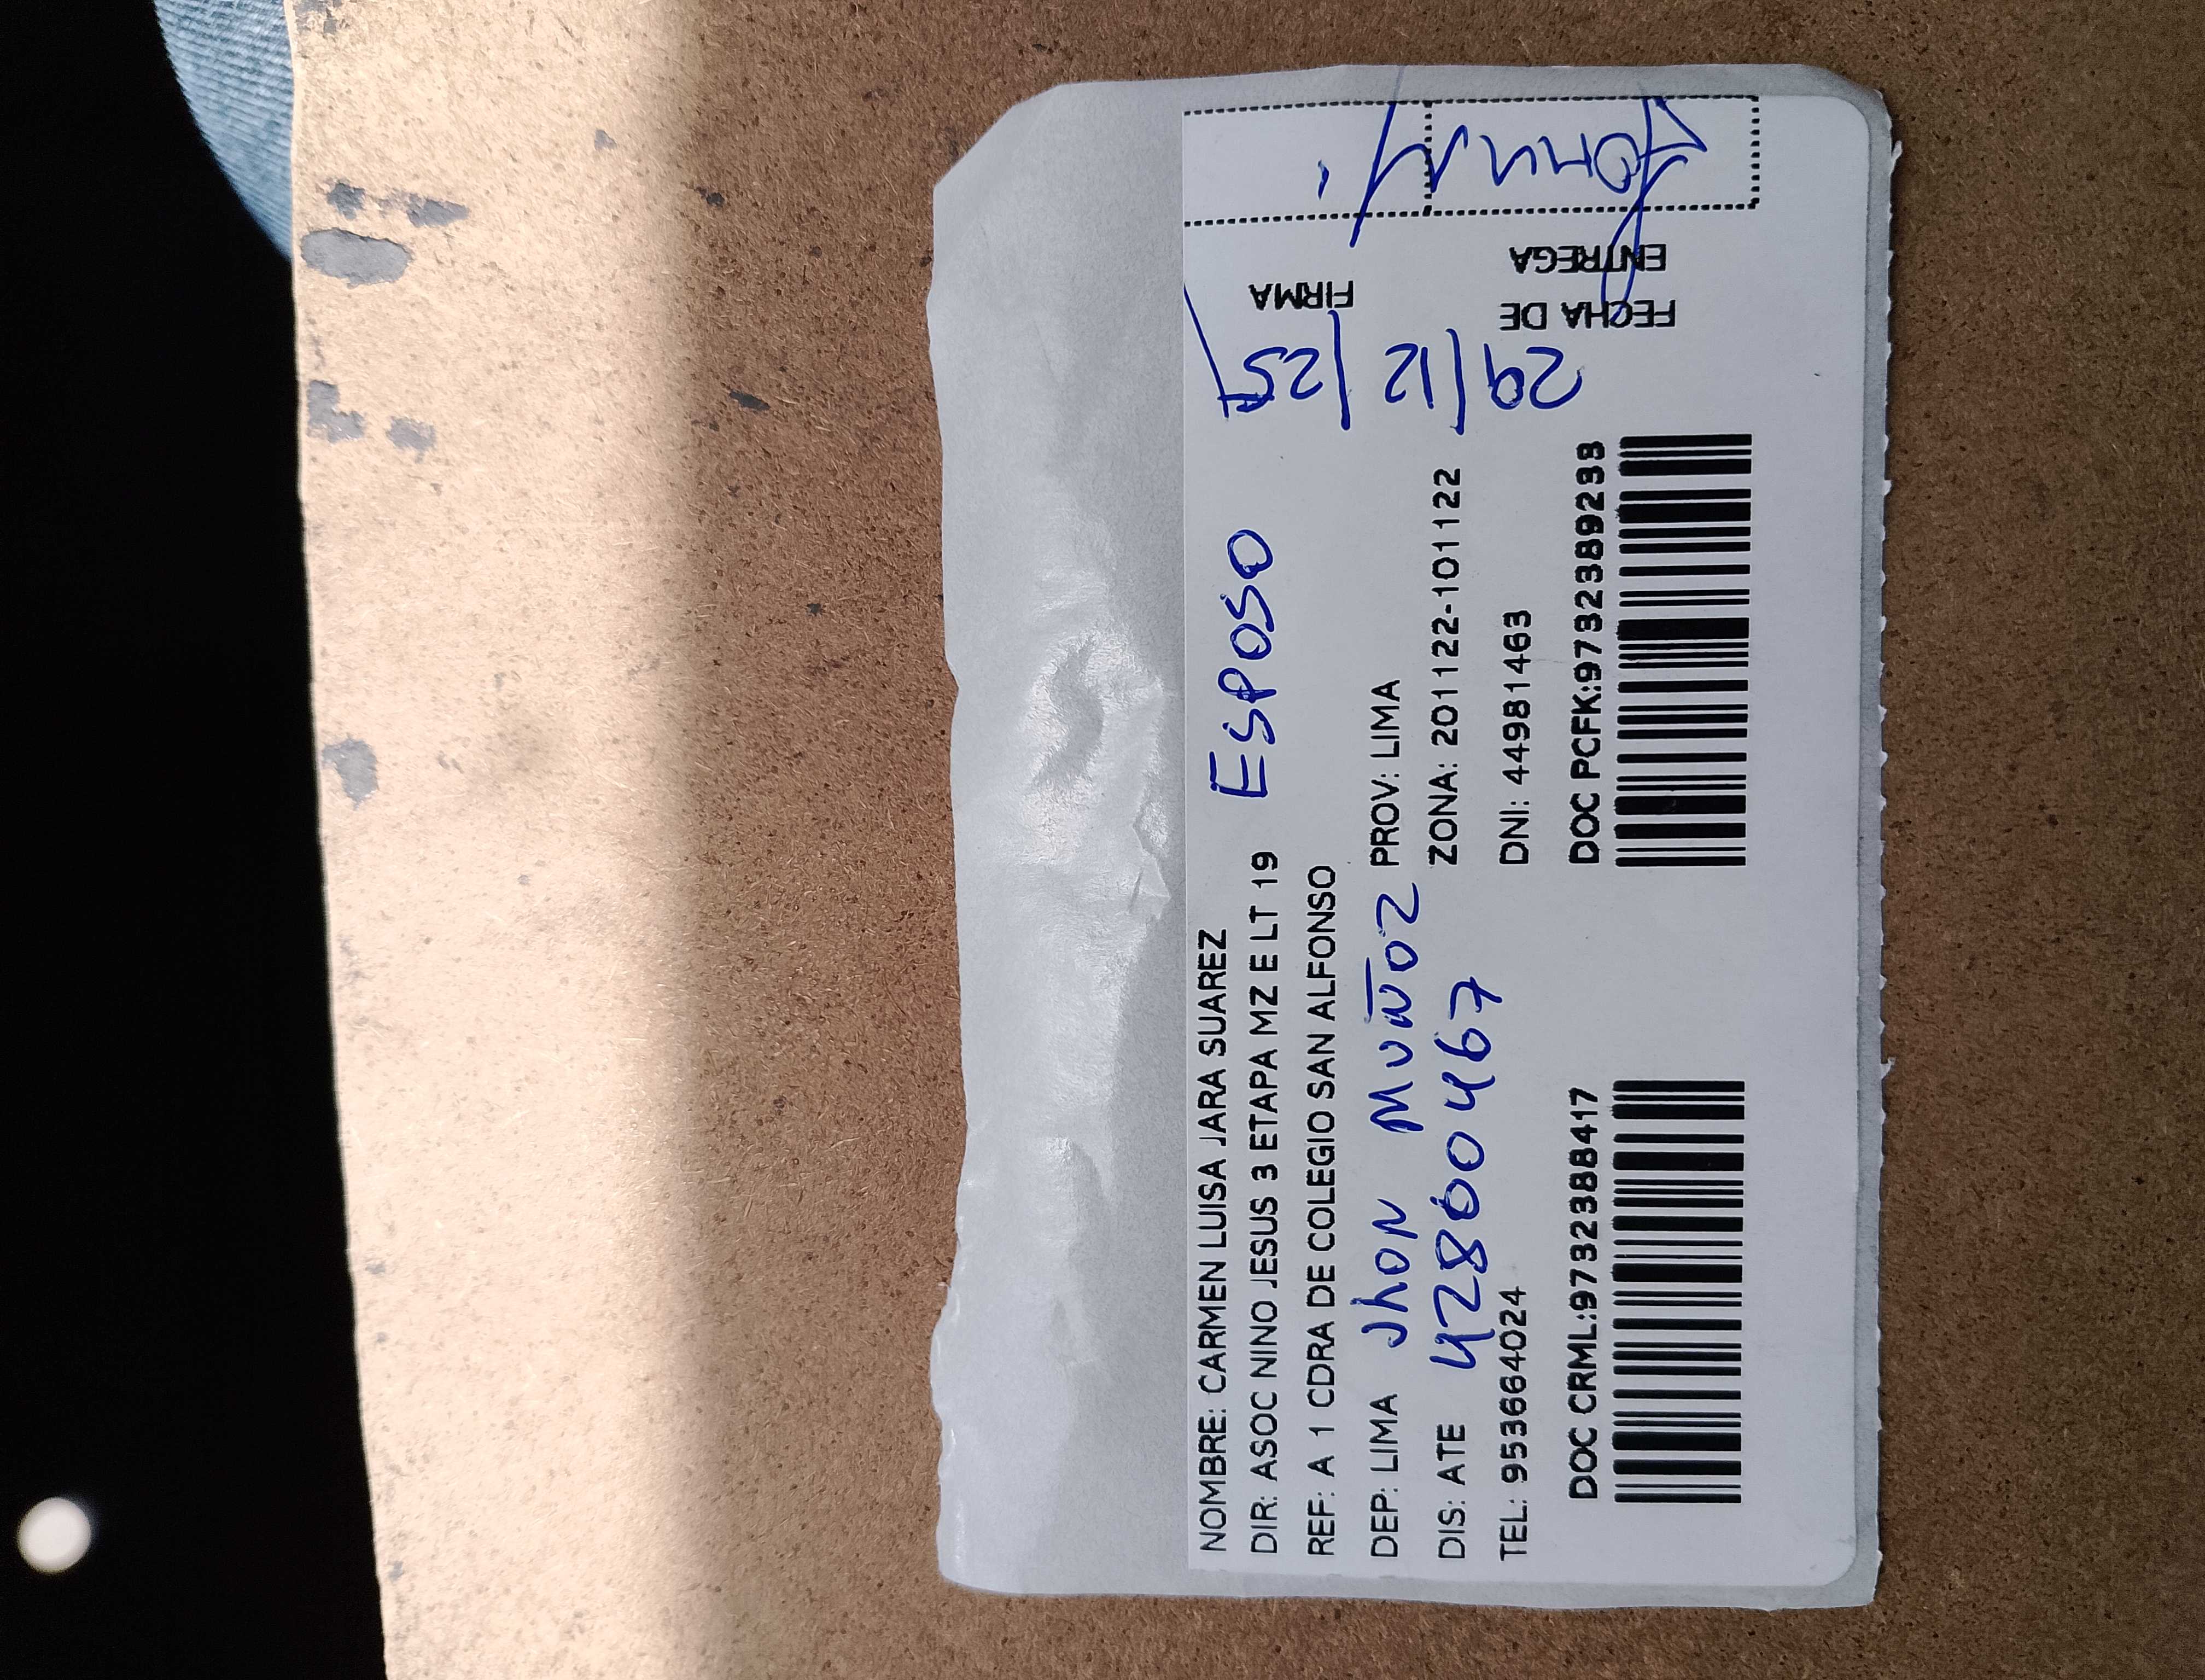 NOMBRE: CARMEN LUISA JARA SUAREZ
DIR: ASOC NINO JESUS 3 ETAPA MZ E LT 19 ESPOSO
REF: A 1 CDRA DE COLEGIO SAN ALFONSO
DEP: LIMA Jhon Muñoz PROV: LIMA
DIS: ATE 42860467 ZONA: 201122-101122
TEL: 953664024 DNI: 44981463
DOC CRML:9732388417 DOC PCFK:9732389233
29/12/25
FECHA DE
ENTREGA
FIRMA